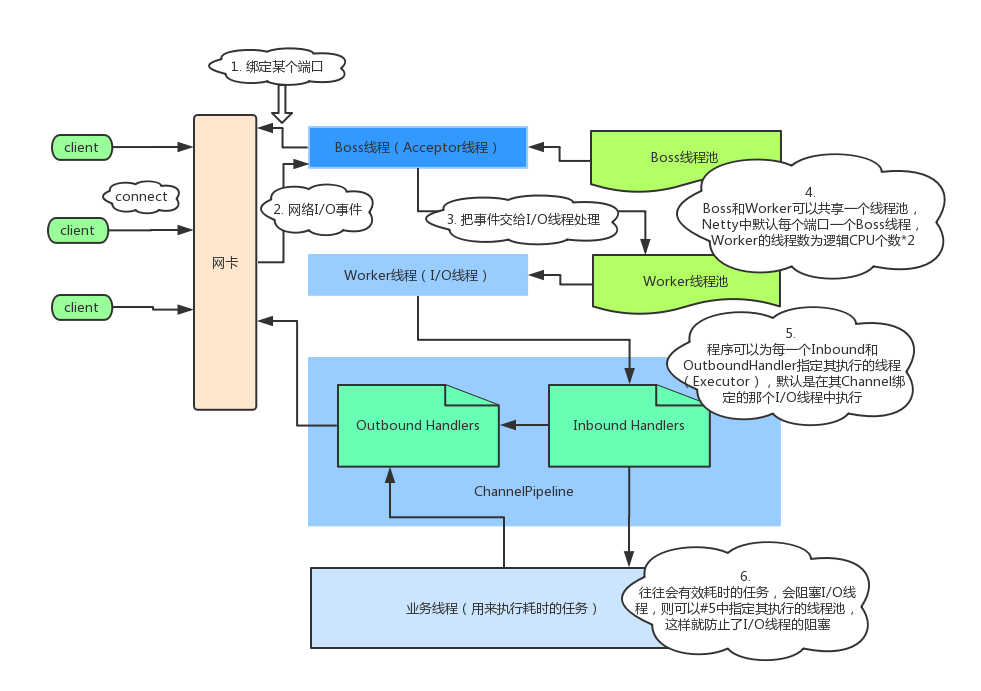 1. 绑定某个端口
client
Boss线程（Acceptor线程）
Boss线程池
connect
2. 网络I/O事件
3. 把事件交给I/O线程处理
4.
Boss和Worker可以共享一个线程池，
Netty中默认每个端口一个Boss线程，
Worker的线程数为逻辑CPU个数*2
client
网卡
Worker线程（I/O线程）
Worker线程池
client
5.
程序可以为每一个Inbound和
OutboundHandler指定其执行的线程
（Executor），默认是在其Channel绑
定的那个I/O线程中执行
Outbound Handlers
Inbound Handlers
ChannelPipeline
业务线程（用来执行耗时的任务）
6.
往往会有效耗时的任务，会阻塞I/O线
程，则可以#5中指定其执行的线程池，
这样就防止了I/O线程的阻塞